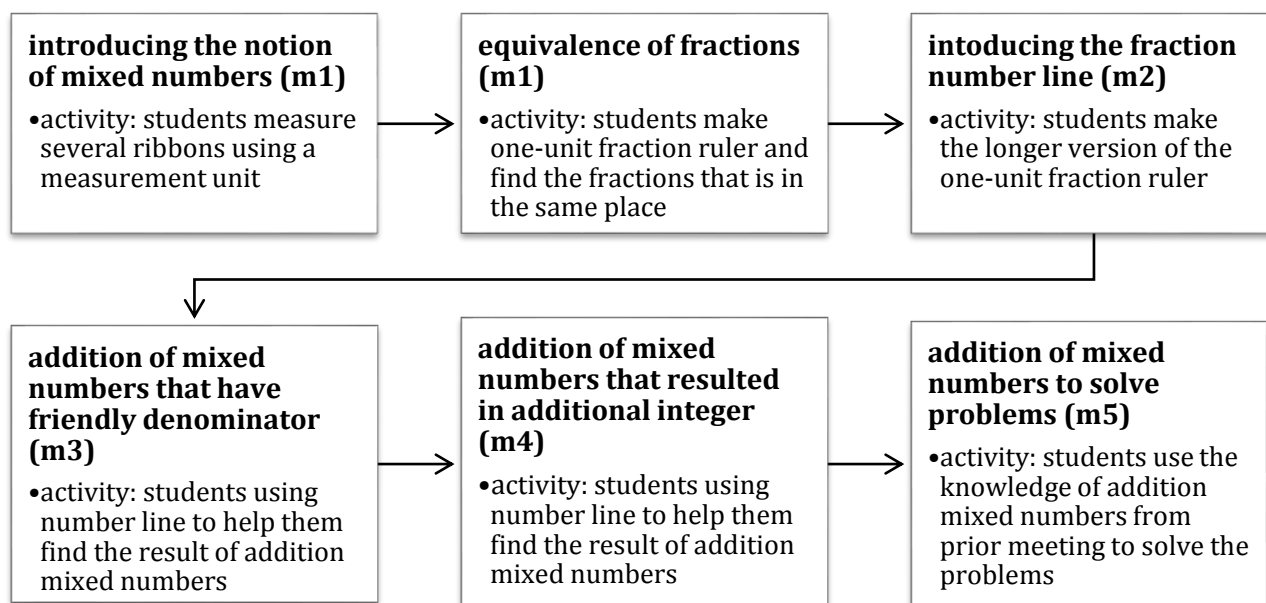 introducing the notion
of mixed numbers (m1)
•activity: students measure
several ribbons using a
measurement unit
equivalence of fractions
(m1)
•activity: students make
one-unit fraction ruler and
find the fractions that is in
the same place
intoducing the fraction
number line (m2)
•activity: students make
the longer version of the
one-unit fraction ruler
addition of mixed
numbers that have
friendly denominator
(m3)
•activity: students using
number line to help them
find the result of addition
mixed numbers
addition of mixed
numbers that resulted
in additional integer
(m4)
•activity: students using
number line to help them
find the result of addition
mixed numbers
addition of mixed
numbers to solve
problems (m5)
•activity: students use the
knowledge of addition
mixed numbers from
prior meeting to solve the
problems